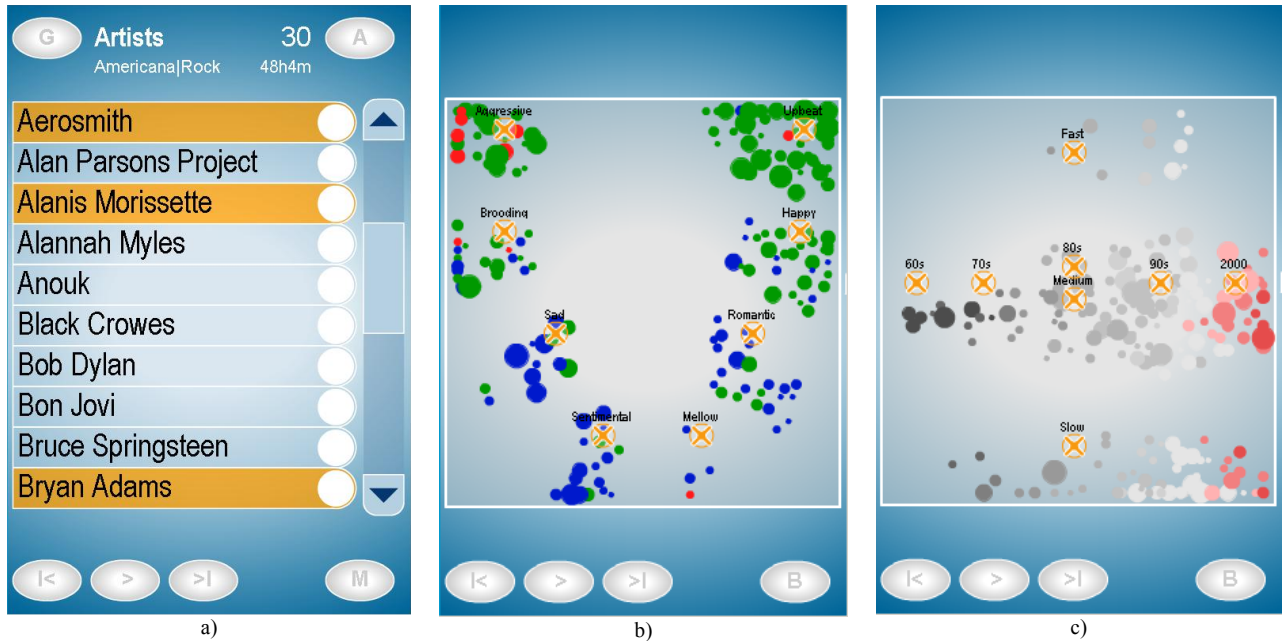 G Artists 30 A
Americana|Rock 48h4m
Aerosmith
Alan Parsons Project
Alanis Morissette
Alannah Myles
Anouk
Black Crowes
Bob Dylan
Bon Jovi
Bruce Springsteen
Bryan Adams
|< > >| M
a)
Aggressive Upbeat
Brooding Happy
Sad Romantic
Sentimental Mellow
|< > >| B
b)
Fast
80s
60s 70s 90s 2000
Medium
Slow
|< > >| B
c)